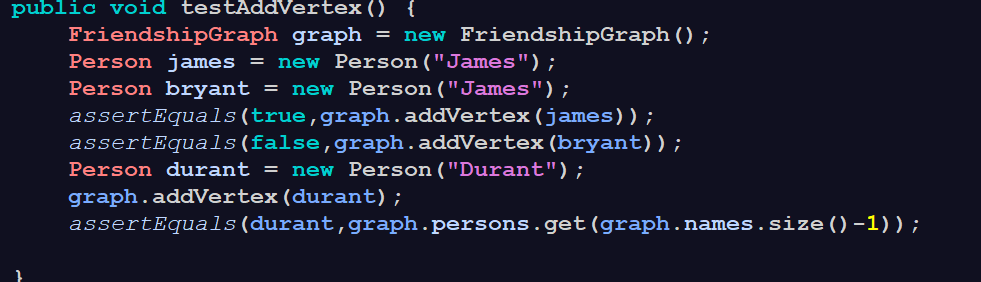 public void testAddVertex() {
FriendshipGraph graph = new FriendshipGraph();
Person james = new Person("James");
Person bryant = new Person("James");
assertEquals(true,graph.addVertex(james));
assertEquals(false,graph.addVertex(bryant));
Person durant = new Person("Durant");
graph.addVertex(durant);
assertEquals(durant,graph.persons.get(graph.names.size()-1));
}